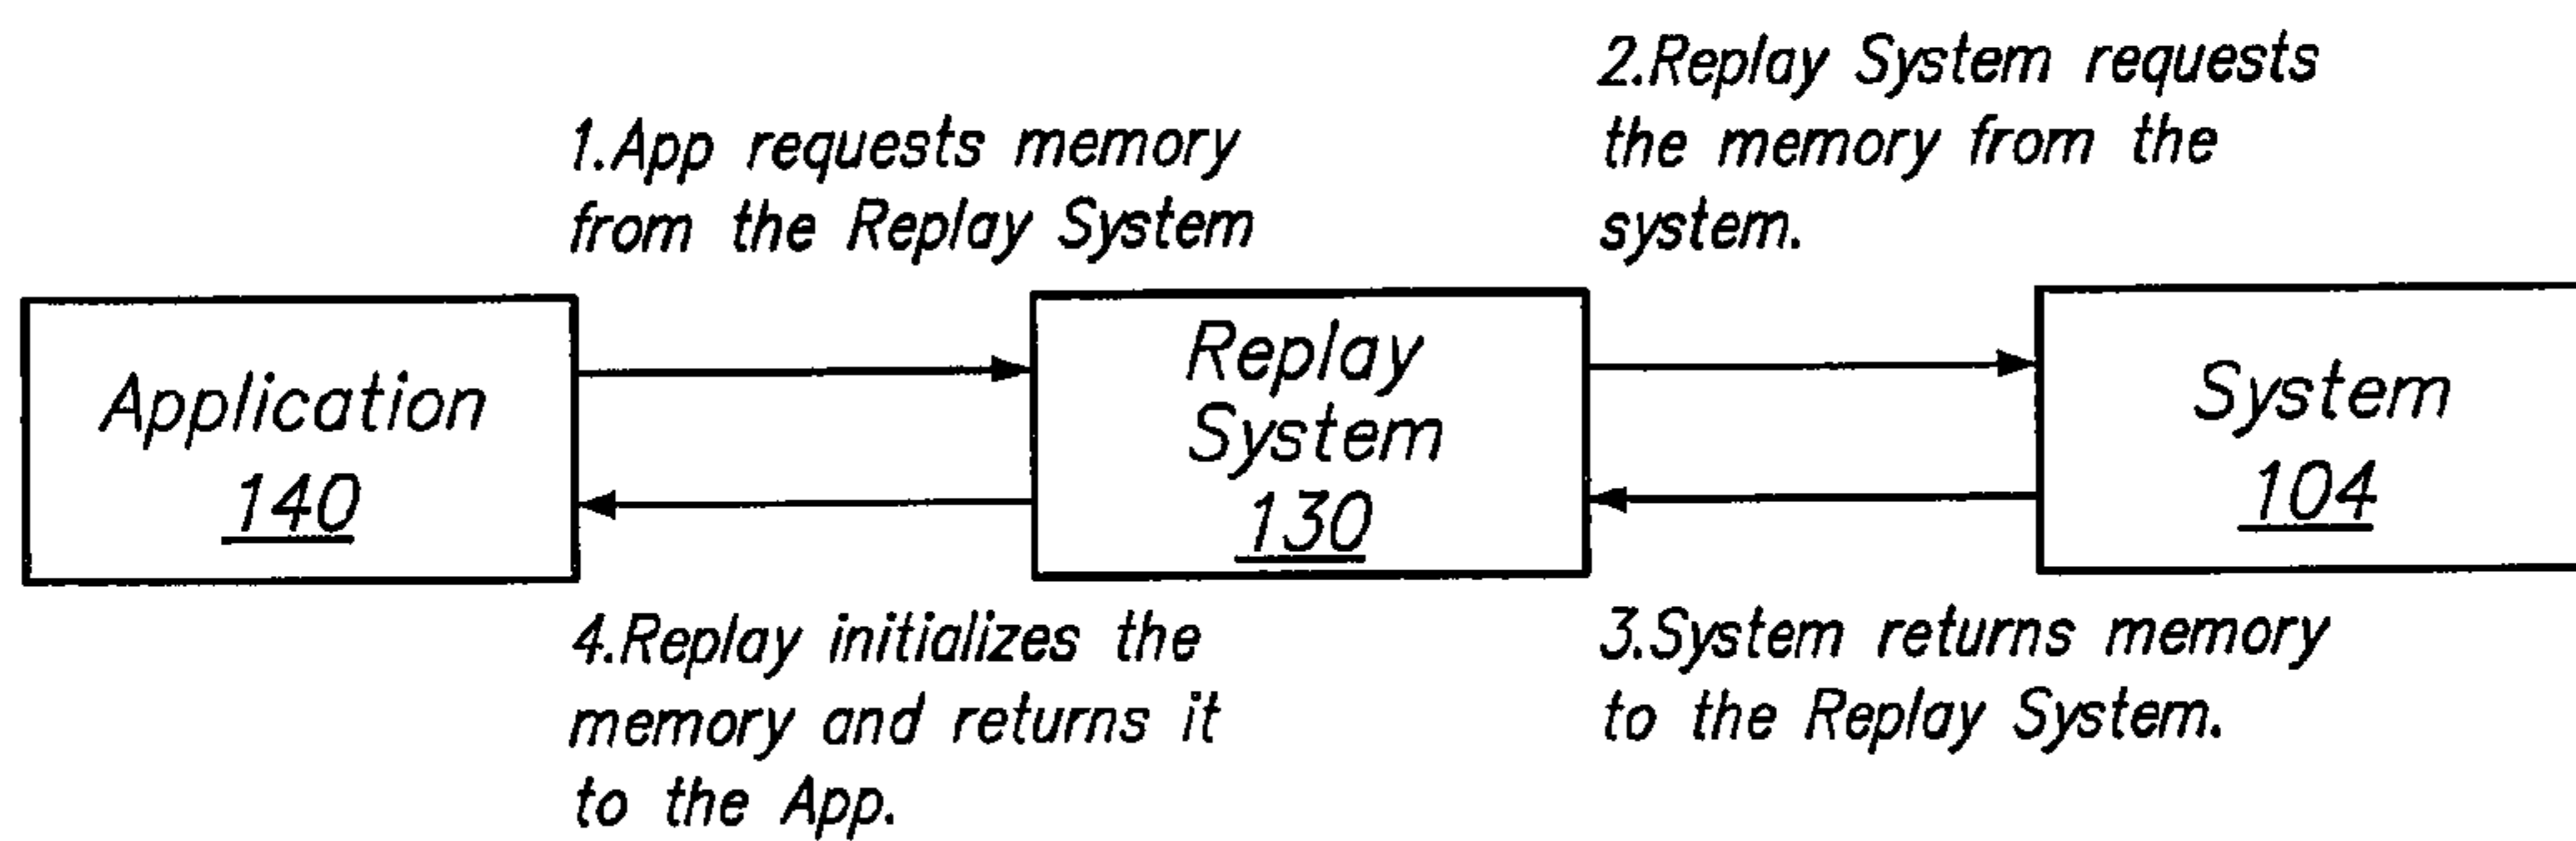 1.App requests memory
from the Replay System
2.Replay System requests
the memory from the
system.
Application
140
Replay
System
130
System
104
4.Replay initializes the
memory and returns it
to the App.
3.System returns memory
to the Replay System.